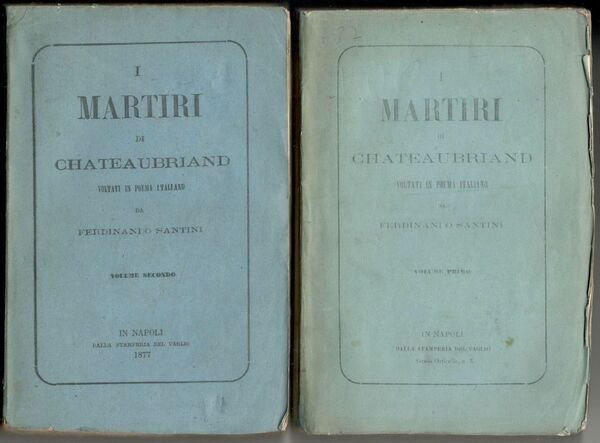 I
MARTIRI
DI
CHATEAUBRIAND
VOLTATI IN POEMA ITALIANO
DA
FERDINANDO SANTINI
VOLUME SECONDO
IN NAPOLI
DALLA STAMPERIA DEL VAGLIO
1877
I
MARTIRI
DI
CHATEAUBRIAND
VOLTATI IN POEMA ITALIANO
DA
FERDINANDO SANTINI
VOLUME PRIMO
IN NAPOLI
DALLA STAMPERIA DEL VAGLIO